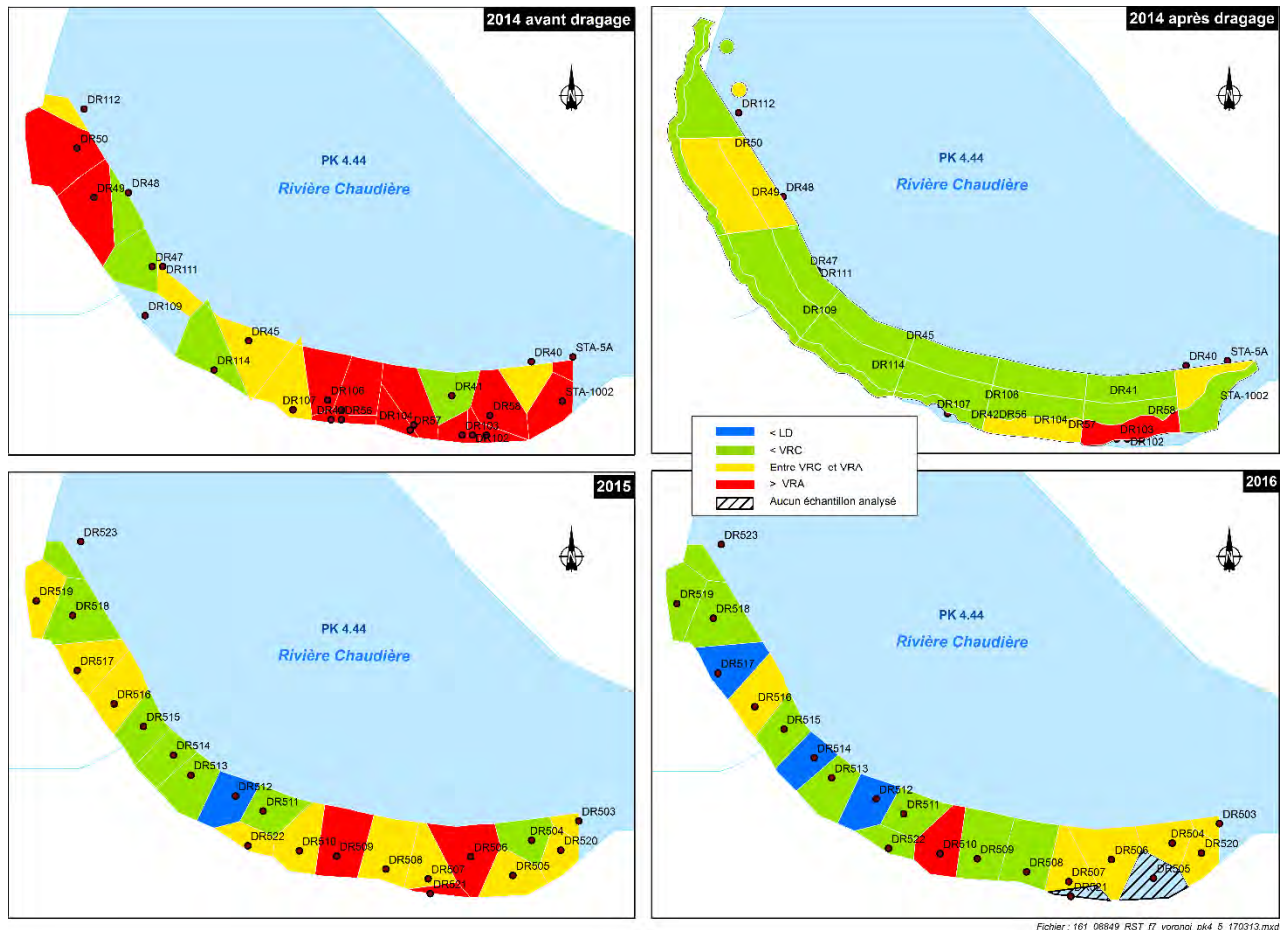 2014 avant dragage
DR112
DR50
DR49
DR48
PK 4.44
Rivière Chaudière
DR47
DR111
DR109
DR45
DR114
DR107
DR106
DR56
DR104
DR57
DR41
DR40
STA-5A
DR58
STA-1002
DR103
DR102
2014 après dragage
DR112
DR50
DR49
DR48
PK 4.44
Rivière Chaudière
DR47
DR111
DR109
DR45
DR114
DR107
DR106
DR42
DR56
DR104
DR57
DR41
DR40
STA-5A
DR58
STA-1002
DR103
DR102
< LD
< VRC
Entre VRC et VRA
> VRA
Aucun échantillon analysé
2015
DR523
DR519
DR518
PK 4.44
Rivière Chaudière
DR517
DR516
DR515
DR514
DR513
DR512
DR511
DR522
DR510
DR509
DR508
DR507
DR521
DR506
DR505
DR504
DR503
DR520
2016
DR523
DR519
DR518
PK 4.44
Rivière Chaudière
DR517
DR516
DR515
DR514
DR513
DR512
DR511
DR522
DR510
DR509
DR508
DR507
DR521
DR506
DR505
DR504
DR503
DR520
Fichier : 161_08849_RST_f7_voronoi_pk4_5_170313.mxd